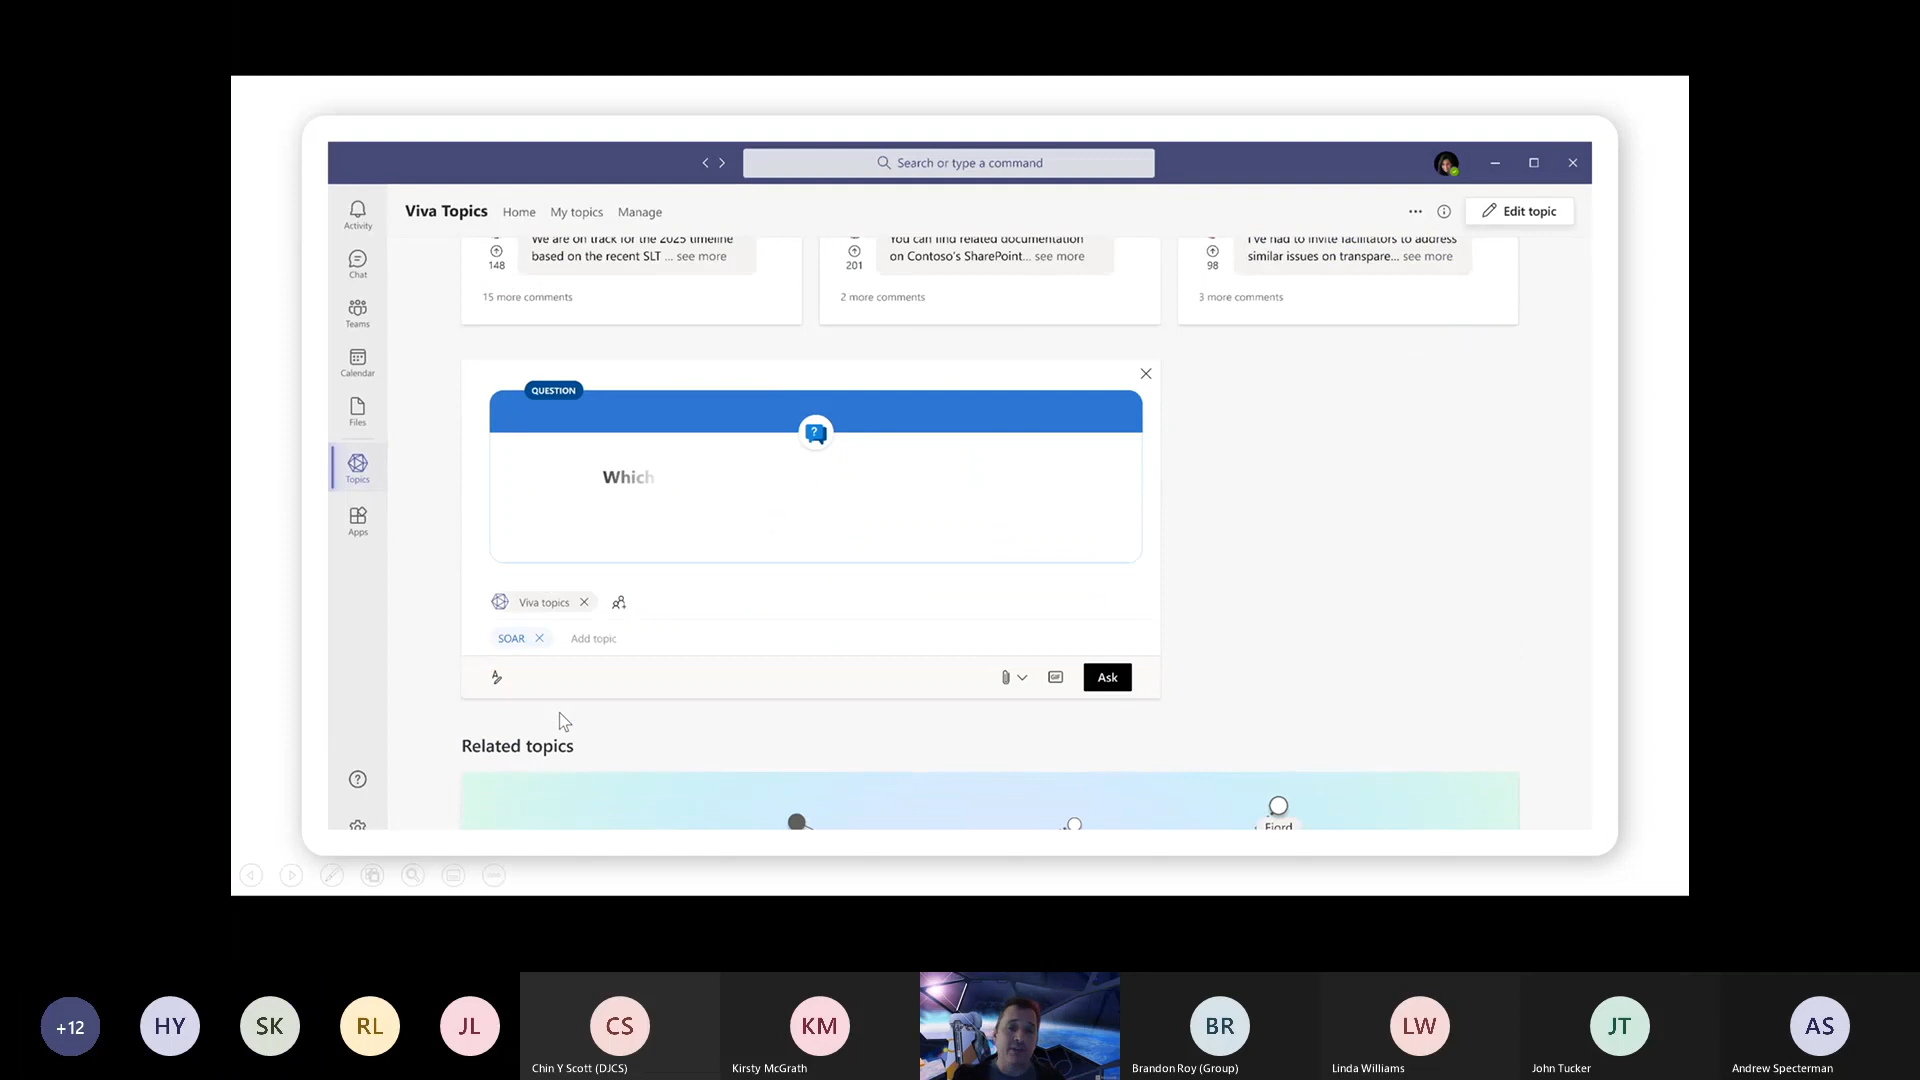 Search or type a command
Activity
Chat
Teams
Calendar
Files
Topics
Apps
Viva Topics Home My topics Manage
Edit topic
We are on track for the 2025 timeline
based on the recent SLT ... see more
148
15 more comments
You can find related documentation
on Contoso's SharePoint... see more
201
2 more comments
I've had to invite facilitators to address
similar issues on transpare... see more
98
3 more comments
QUESTION
Which
Viva topics
SOAR Add topic
GIF
Ask
Related topics
Fjord
+12
HY
SK
RL
JL
CS
Chin Y Scott (DJCS)
KM
Kirsty McGrath
BR
Brandon Roy (Group)
LW
Linda Williams
JT
John Tucker
AS
Andrew Specterman